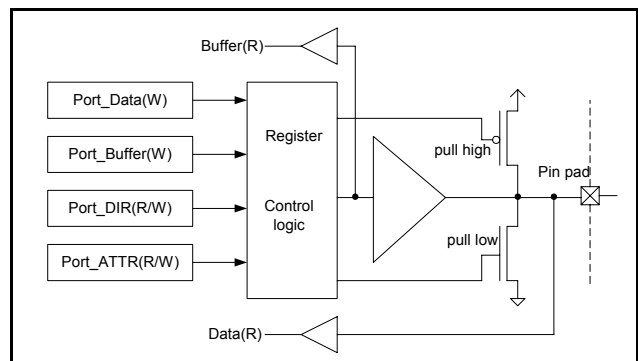 Buffer(R)
Port_Data(W)
Port_Buffer(W)
Port_DIR(R/W)
Port_ATTR(R/W)
Register
Control
logic
pull high
Pin pad
pull low
Data(R)